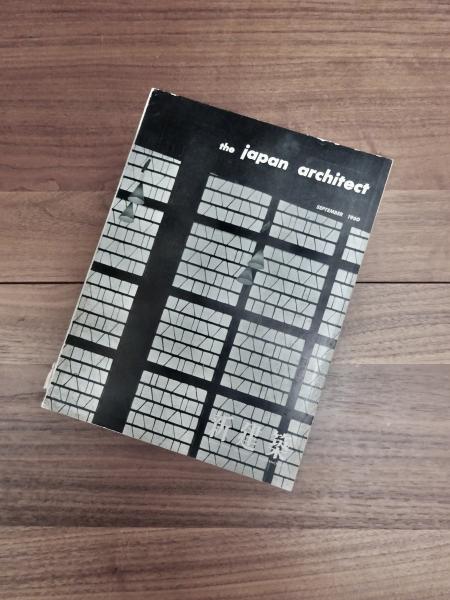 the japan architect
SEPTEMBER 1960
新建築